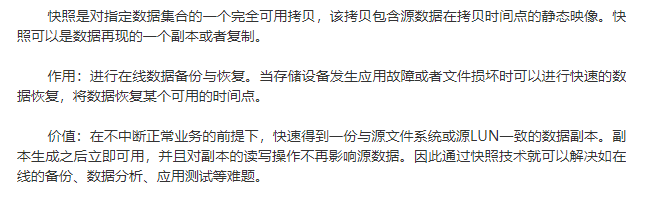 快照是对指定数据集合的一个完全可用拷贝，该拷贝包含源数据在拷贝时间点的静态映像。快
照可以是数据再现的一个副本或者复制。
作用：进行在线数据备份与恢复。当存储设备发生应用故障或者文件损坏时可以进行快速的数
据恢复，将数据恢复某个可用的时间点。
价值：在不中断正常业务的前提下，快速得到一份与源文件系统或源LUN一致的数据副本。副
本生成之后立即可用，并且对副本的读写操作不再影响源数据。因此通过快照技术就可以解决如在
线的备份、数据分析、应用测试等难题。